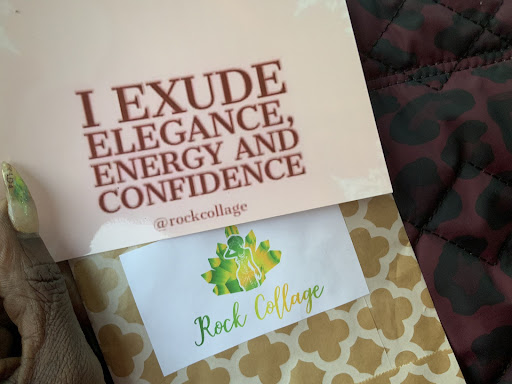 I EXUDE
ELEGANCE,
ENERGY AND
CONFIDENCE
@rockcollage
Rock Collage